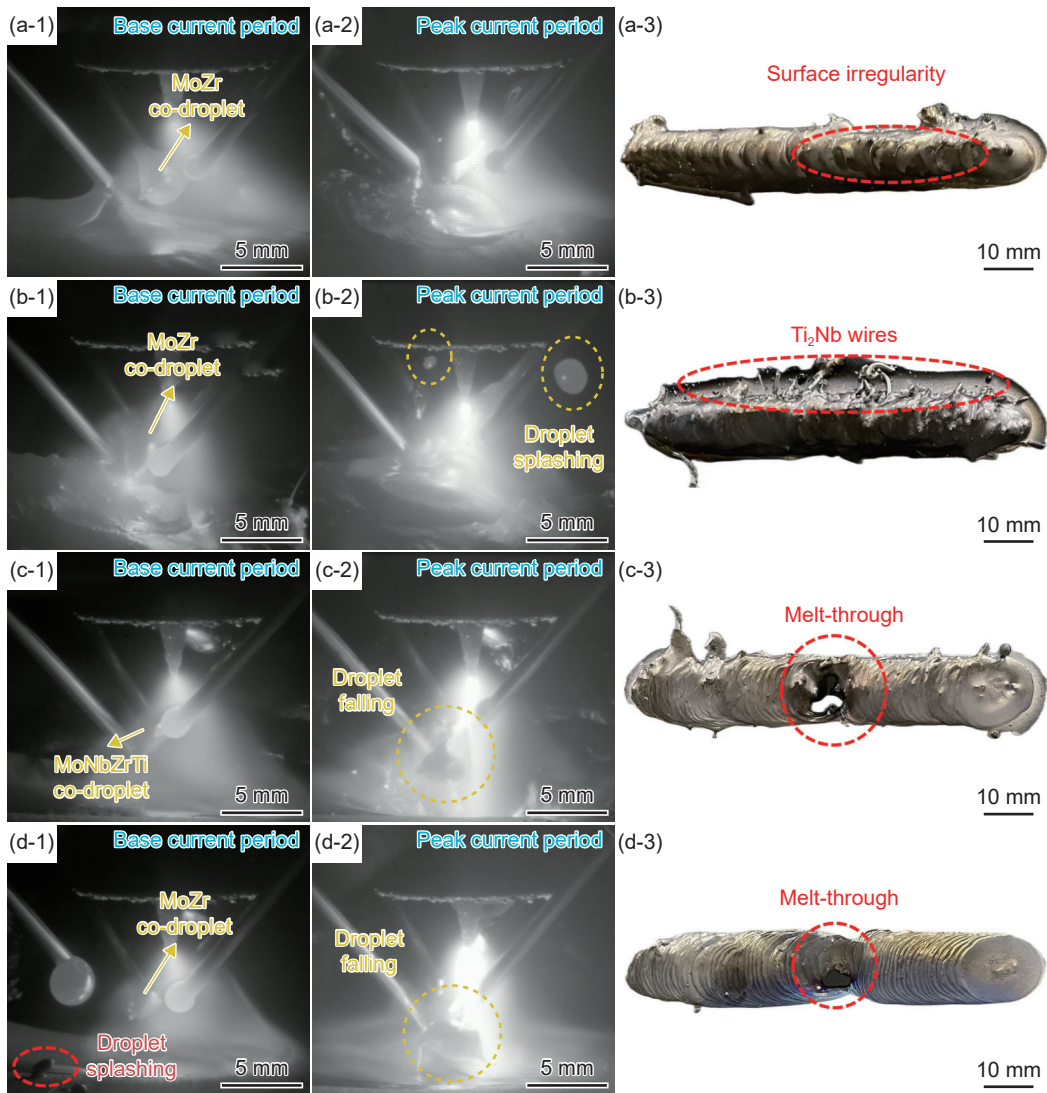 (a-1) Base current period
MoZr
co-droplet
5 mm
(a-2) Peak current period
5 mm
(a-3)
Surface irregularity
10 mm
(b-1) Base current period
MoZr
co-droplet
5 mm
(b-2) Peak current period
Droplet
splashing
5 mm
(b-3)
Ti₂Nb wires
10 mm
(c-1) Base current period
MoNbZrTi
co-droplet
5 mm
(c-2) Peak current period
Droplet
falling
5 mm
(c-3)
Melt-through
10 mm
(d-1) Base current period
MoZr
co-droplet
Droplet
splashing
5 mm
(d-2) Peak current period
Droplet
falling
5 mm
(d-3)
Melt-through
10 mm